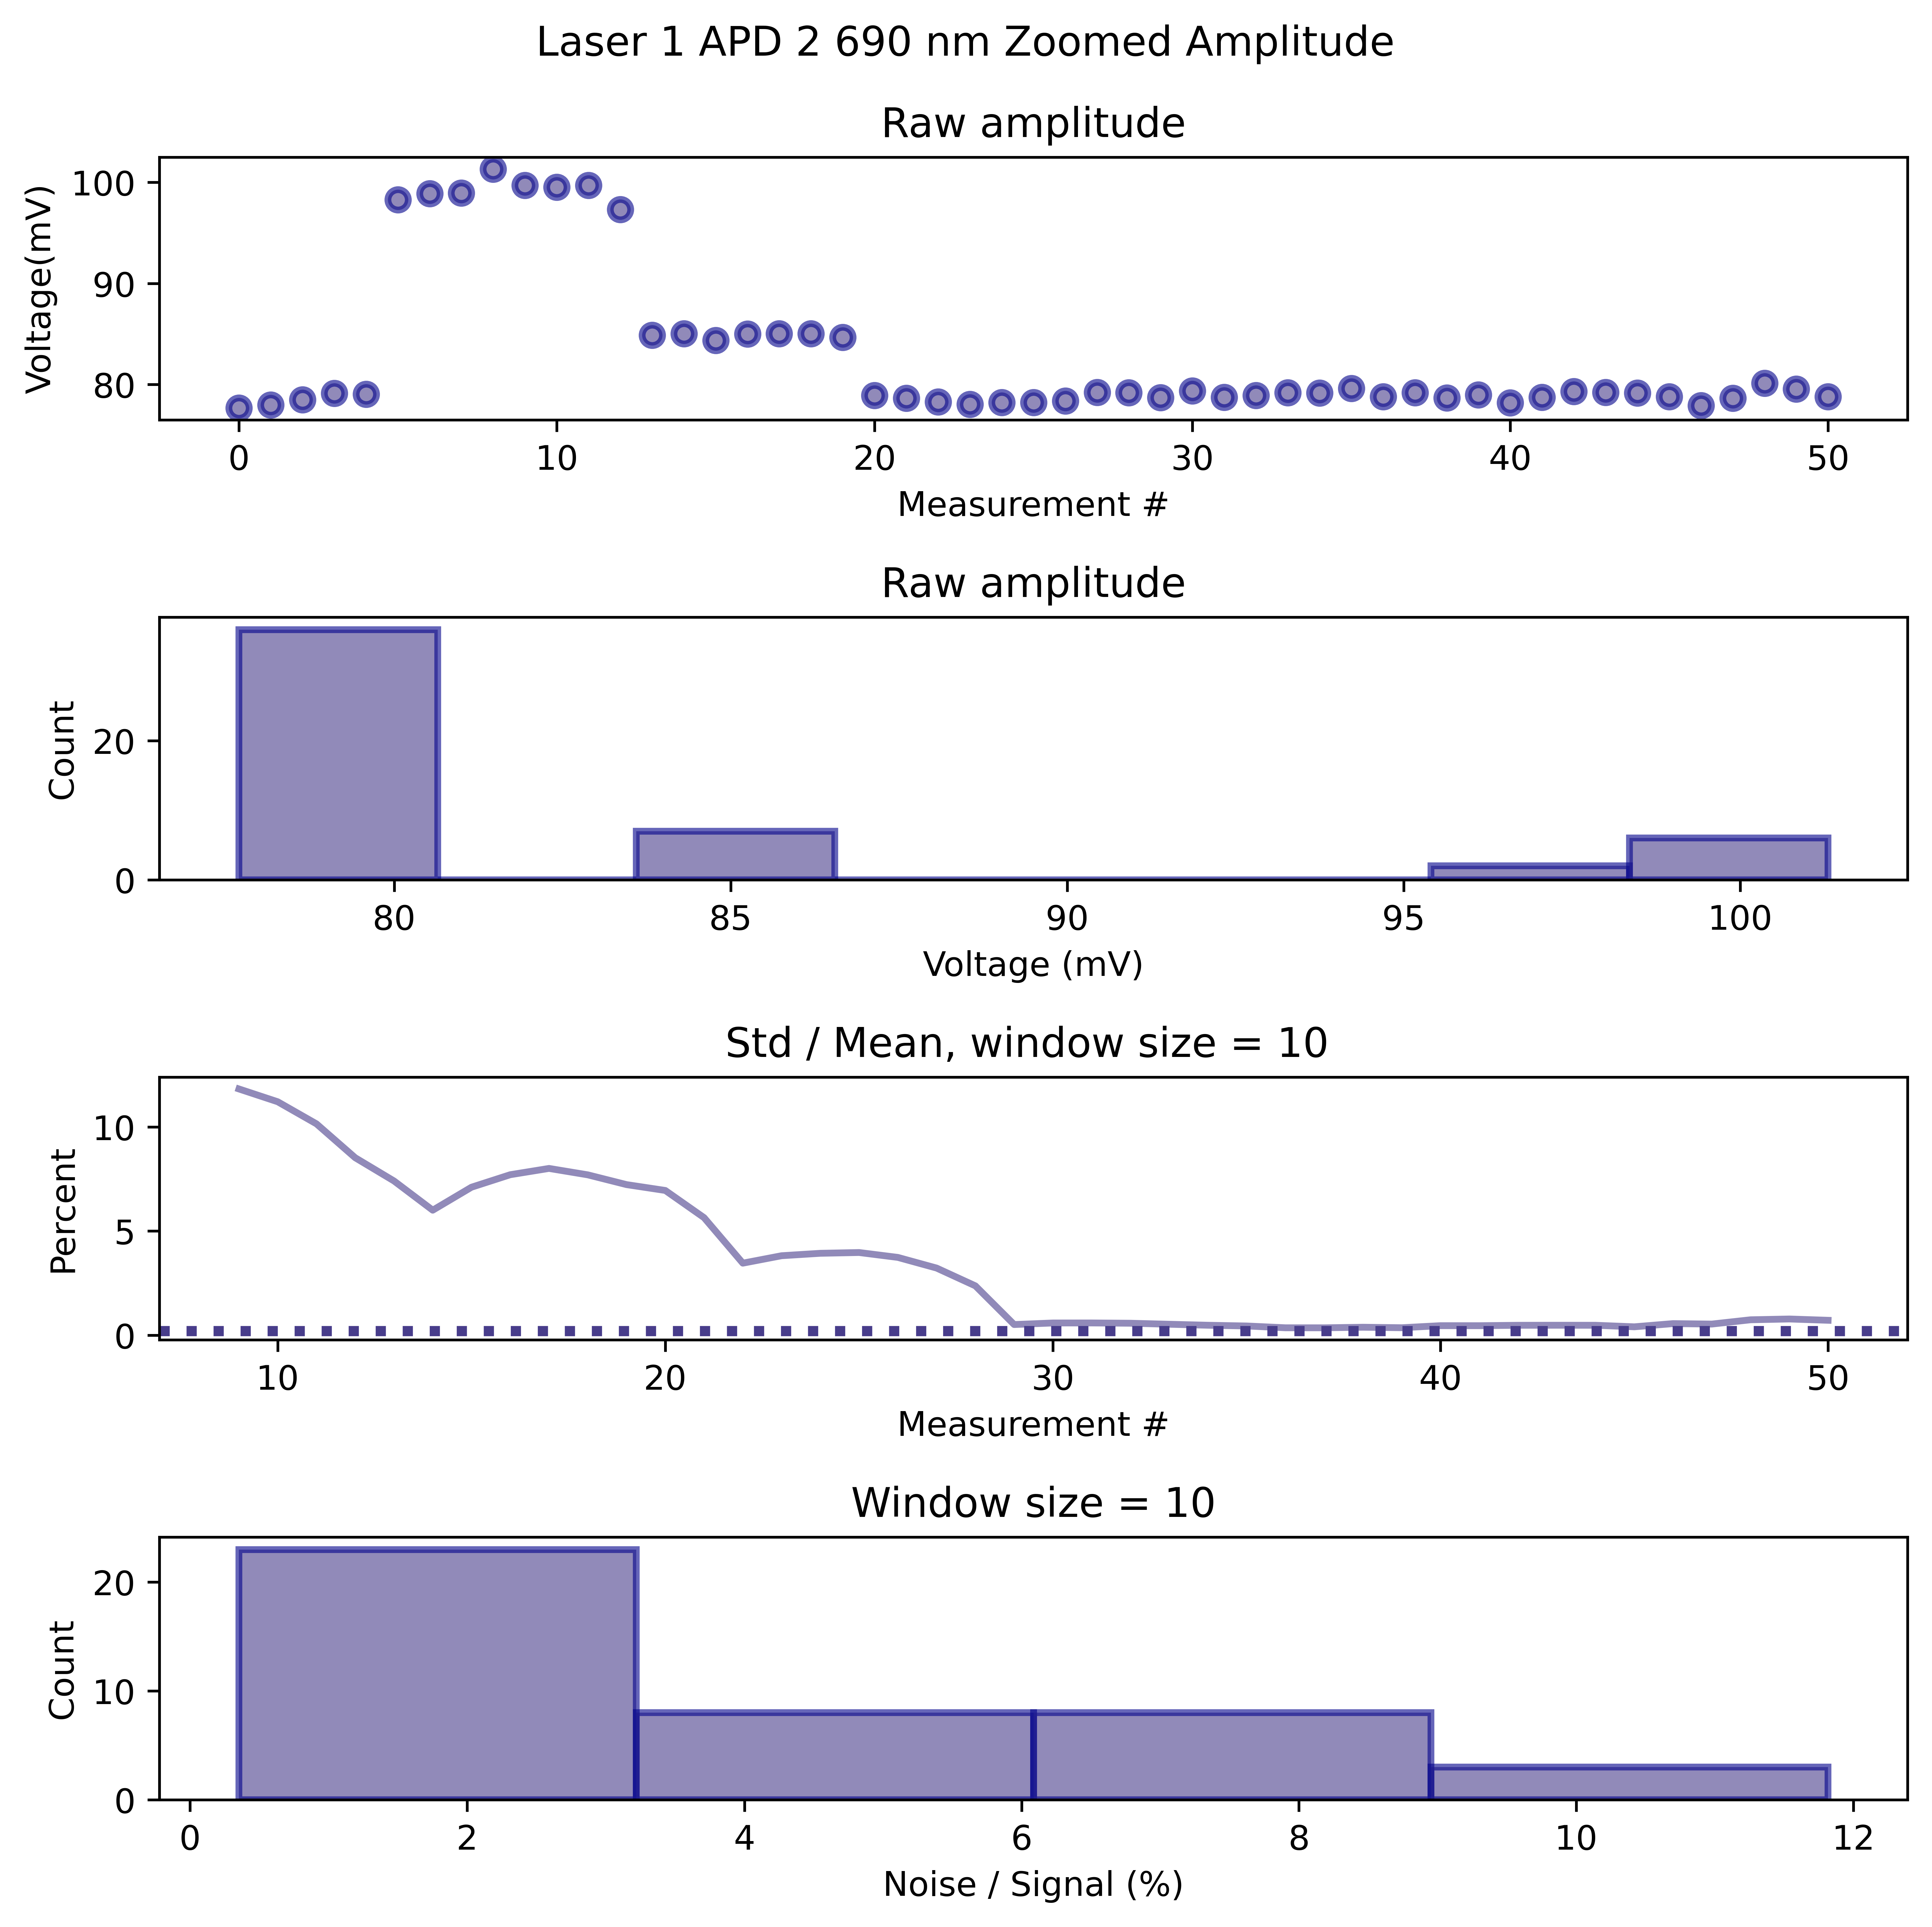 Laser 1 APD 2 690 nm Zoomed Amplitude
Raw amplitude
Voltage(mV)
100
90
80
0 10 20 30 40 50
Measurement #
Raw amplitude
Count
20
0
80 85 90 95 100
Voltage (mV)
Std / Mean, window size = 10
Percent
10
5
0
10 20 30 40 50
Measurement #
Window size = 10
Count
20
10
0
0 2 4 6 8 10 12
Noise / Signal (%)